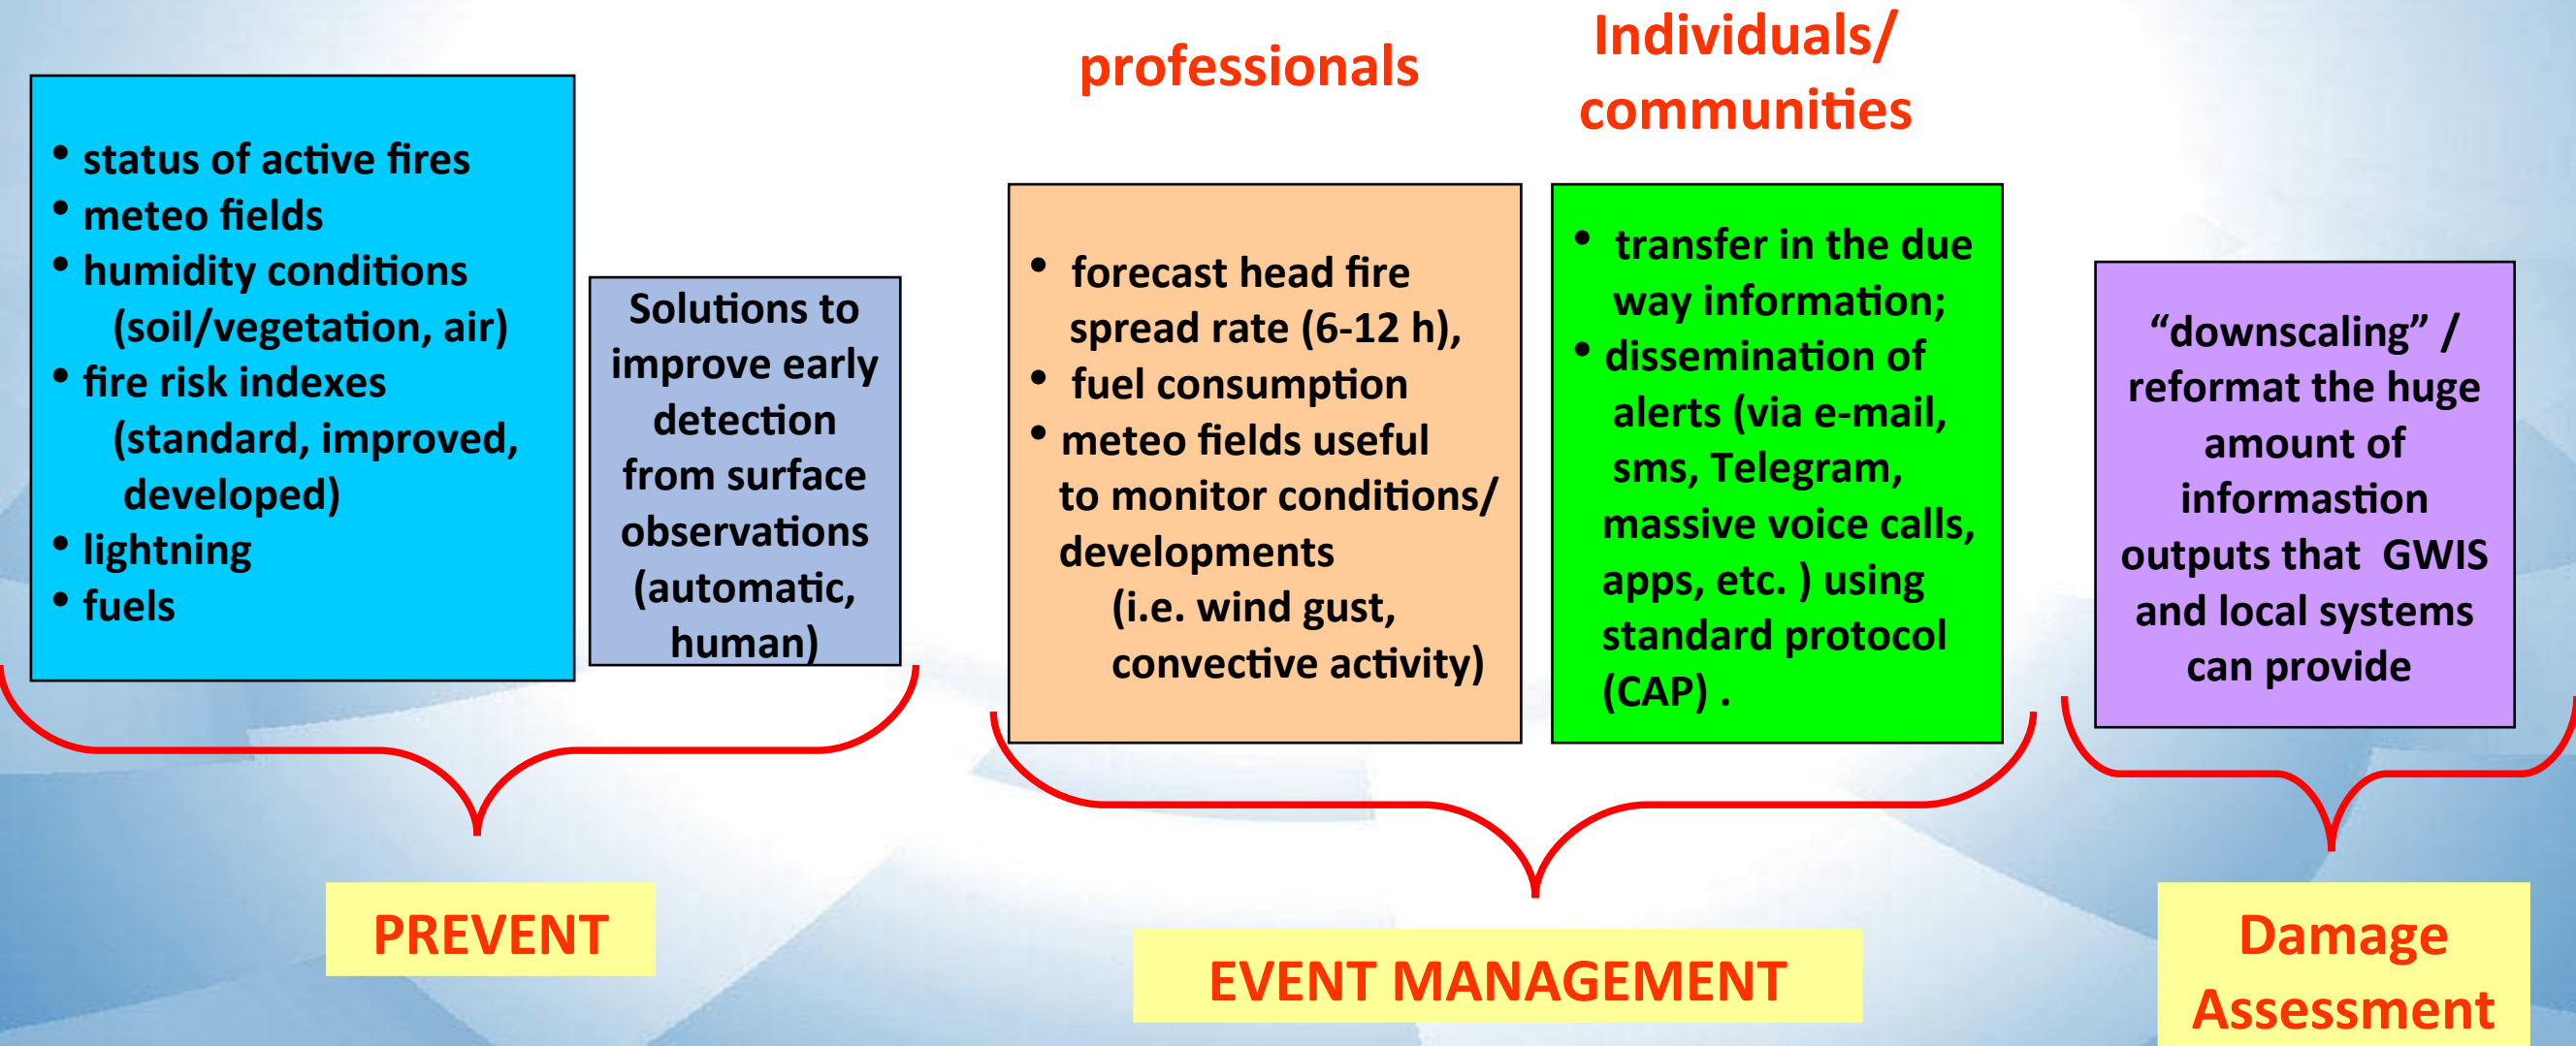 • status of active fires
• meteo fields
• humidity conditions
(soil/vegetation, air)
• fire risk indexes
(standard, improved,
developed)
• lightning
• fuels
Solutions to
improve early
detection
from surface
observations
(automatic,
human)
PREVENT
professionals
• forecast head fire
spread rate (6-12 h),
• fuel consumption
• meteo fields useful
to monitor conditions/
developments
(i.e. wind gust,
convective activity)
Individuals/
communities
• transfer in the due
way information;
• dissemination of
alerts (via e-mail,
sms, Telegram,
massive voice calls,
apps, etc. ) using
standard protocol
(CAP) .
EVENT MANAGEMENT
“downscaling” /
reformat the huge
amount of
informastion
outputs that GWIS
and local systems
can provide
Damage
Assessment